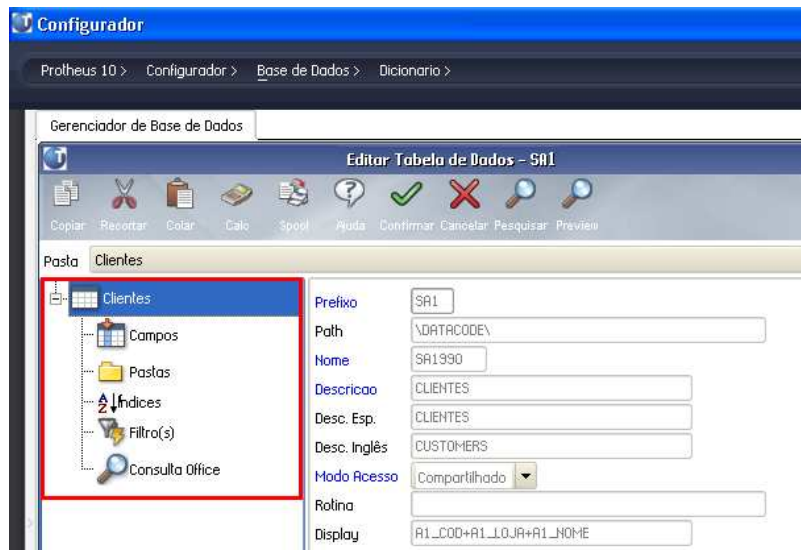 Configurador
Protheus 10 > Configurador > Base de Dados > Dicionario >
Gerenciador de Base de Dados
Editar Tabela de Dados - SA1
Copiar Recortar Colar Calc Spool Ajuda Confirmar Cancelar Pesquisar Preview
Pasta Clientes
Clientes
Campos
Pastas
Índices
Filtro(s)
Consulta Office
Prefixo SA1
Path \DATACODE\
Nome SA1990
Descricao CLIENTES
Desc. Esp. CLIENTES
Desc. Inglês CUSTOMERS
Modo Acesso Compartilhado
Rotina
Display A1_COD+A1_LOJA+A1_NOME